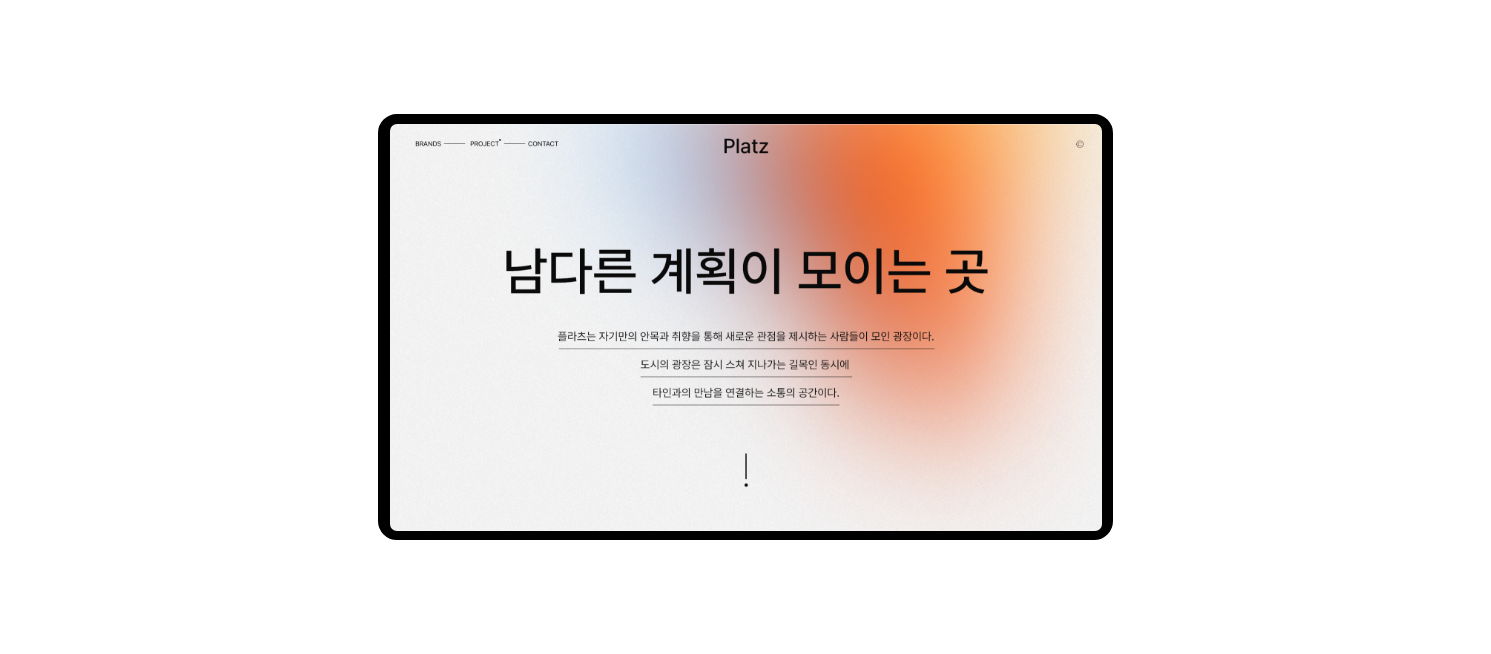 BRANDS PROJECT CONTACT Platz ©
남다른 계획이 모이는 곳
플라츠는 자기만의 안목과 취향을 통해 새로운 관점을 제시하는 사람들이 모인 광장이다.
도시의 광장은 잠시 스쳐 지나가는 길목인 동시에
타인과의 만남을 연결하는 소통의 공간이다.